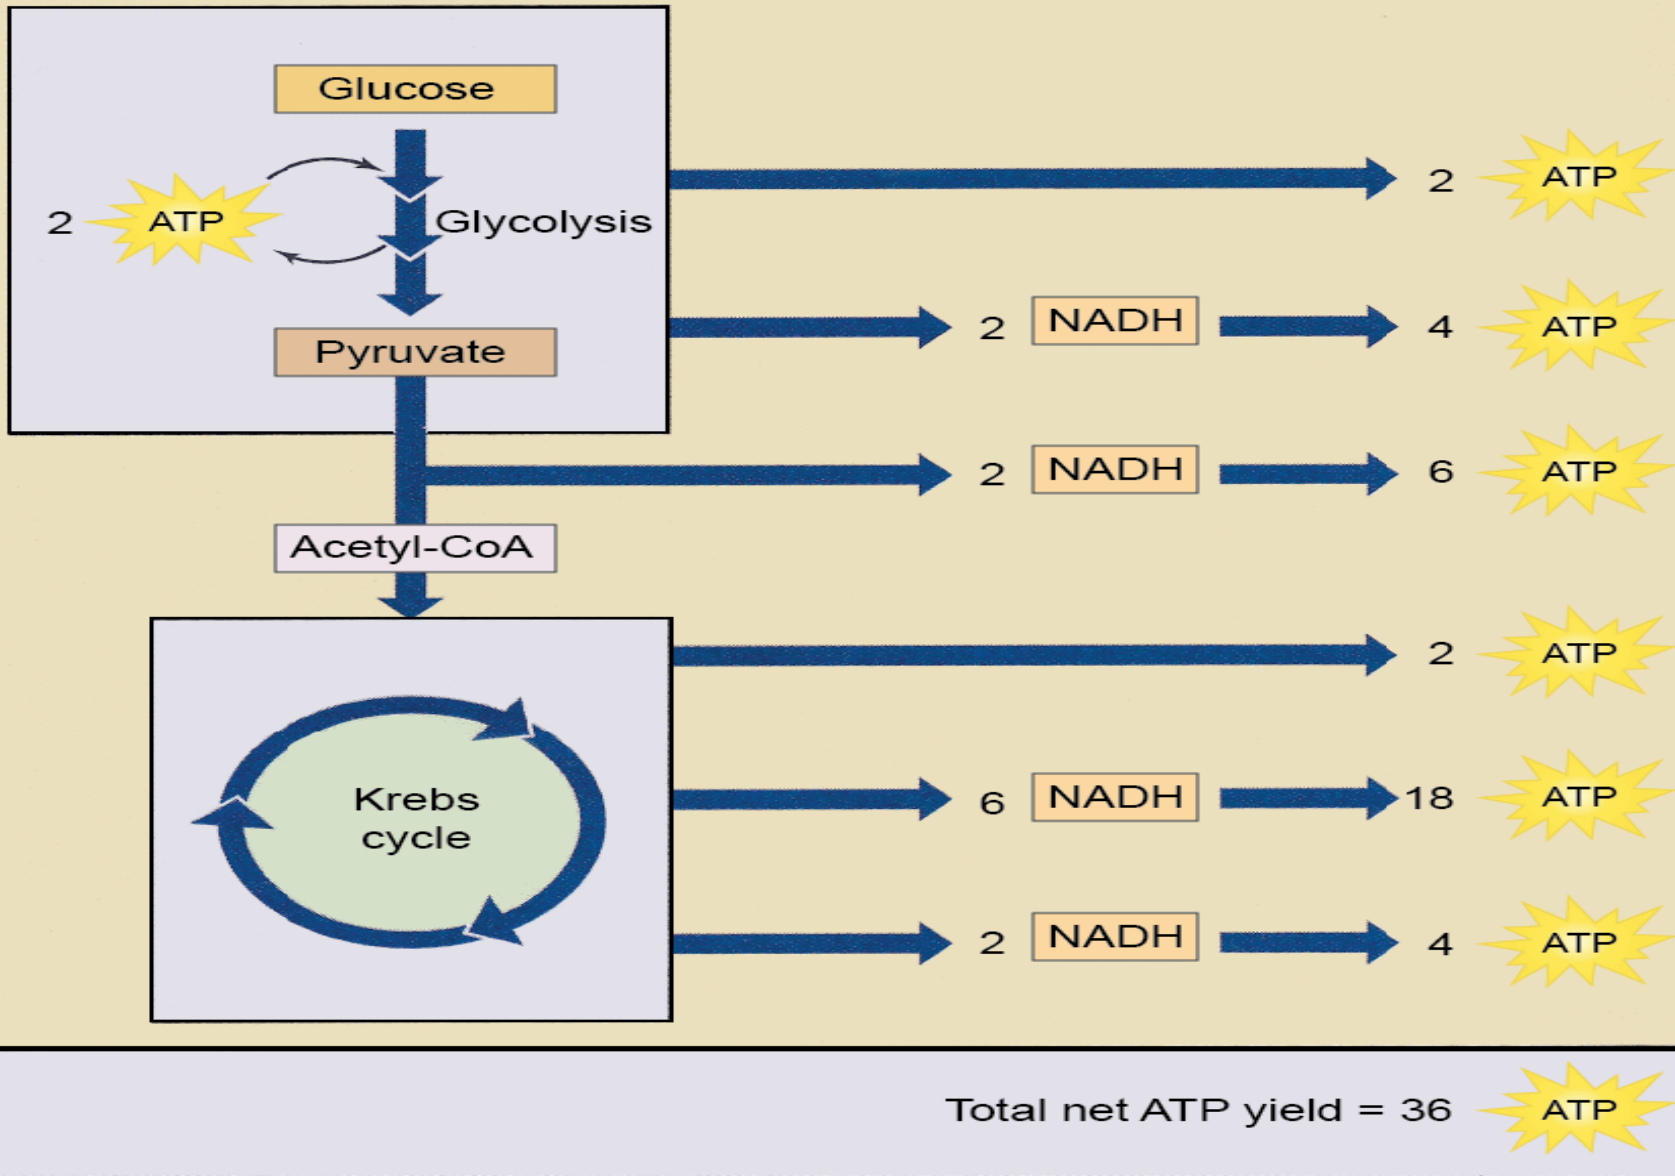 Glucose
2 ATP
Glycolysis
2 ATP
2 NADH 4 ATP
Pyruvate
2 NADH 6 ATP
Acetyl-CoA
2 ATP
Krebs
cycle
6 NADH 18 ATP
2 NADH 4 ATP
Total net ATP yield = 36 ATP